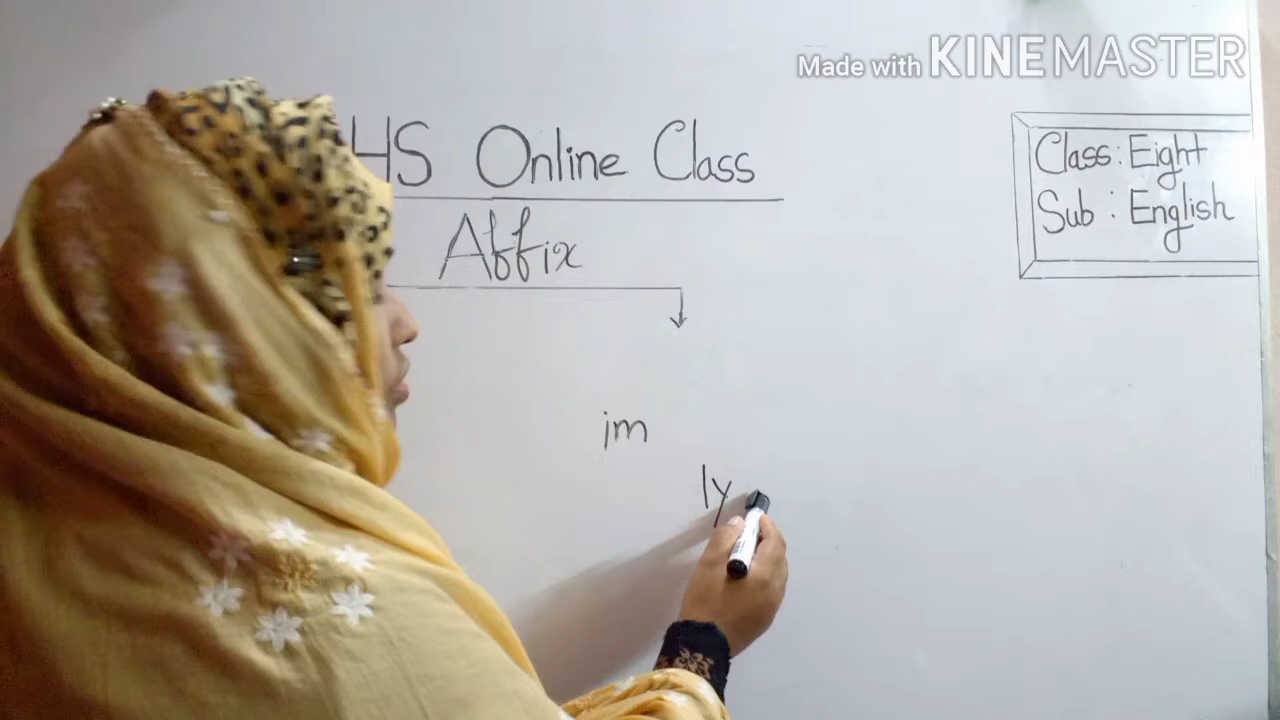 Made with KINEMASTER
HS Online Class
Class: Eight
Sub: English
Affix
im
ly